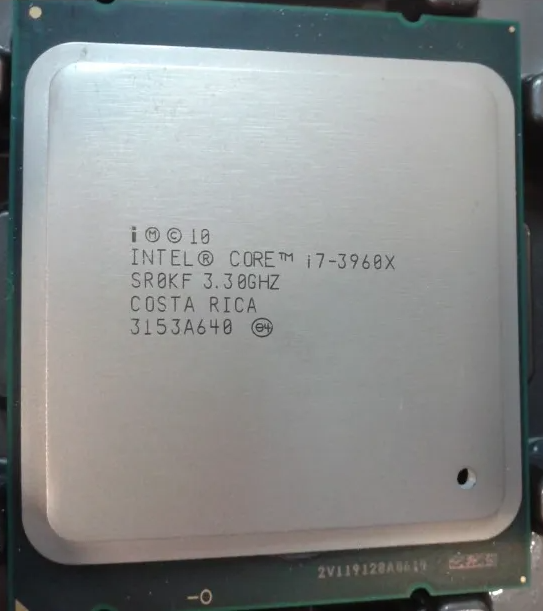 i Ⓜ © 10
INTEL® CORE™ i7-3960X
SR0KF 3.30GHZ
COSTA RICA
3153A640 e4
-O